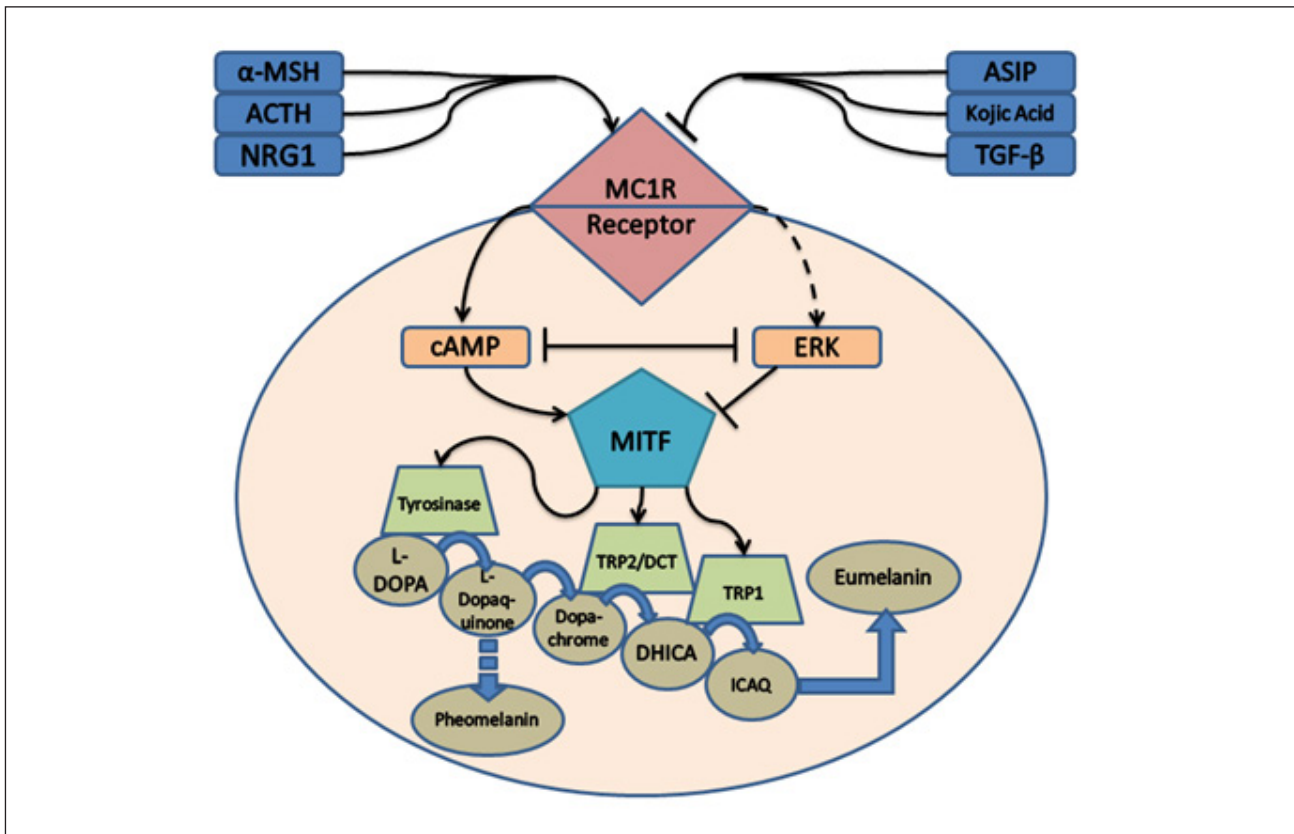 α-MSH
ACTH
NRG1
ASIP
Kojic Acid
TGF-β
MC1R
Receptor
cAMP
ERK
MITF
Tyrosinase
L-
DOPA
L-
Dopaq-
uinone
TRP2/DCT
Dopa-
chrome
TRP1
DHICA
ICAQ
Eumelanin
Pheomelanin